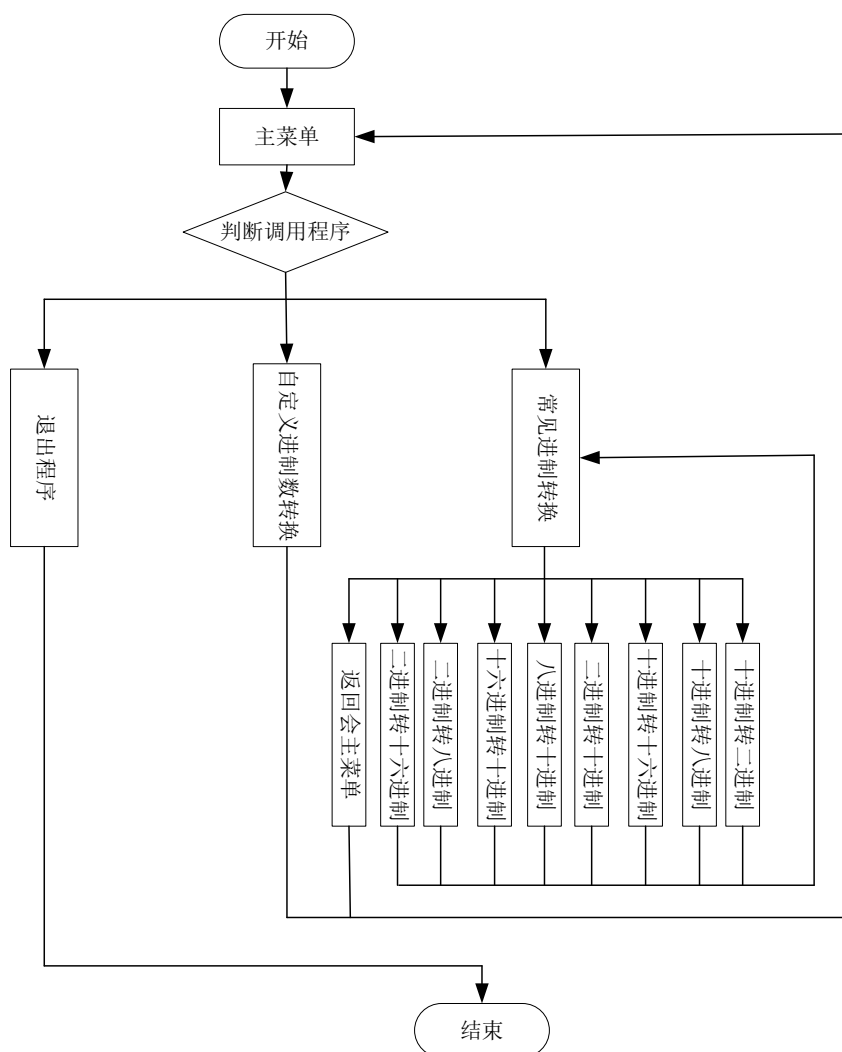 开始
主菜单
判断调用程序
退出程序
自定义进制数转换
常见进制转换
返回会主菜单
二进制转十六进制
二进制转八进制
十六进制转十进制
八进制转十进制
二进制转十进制
十进制转十六进制
十进制转八进制
十进制转二进制
结束